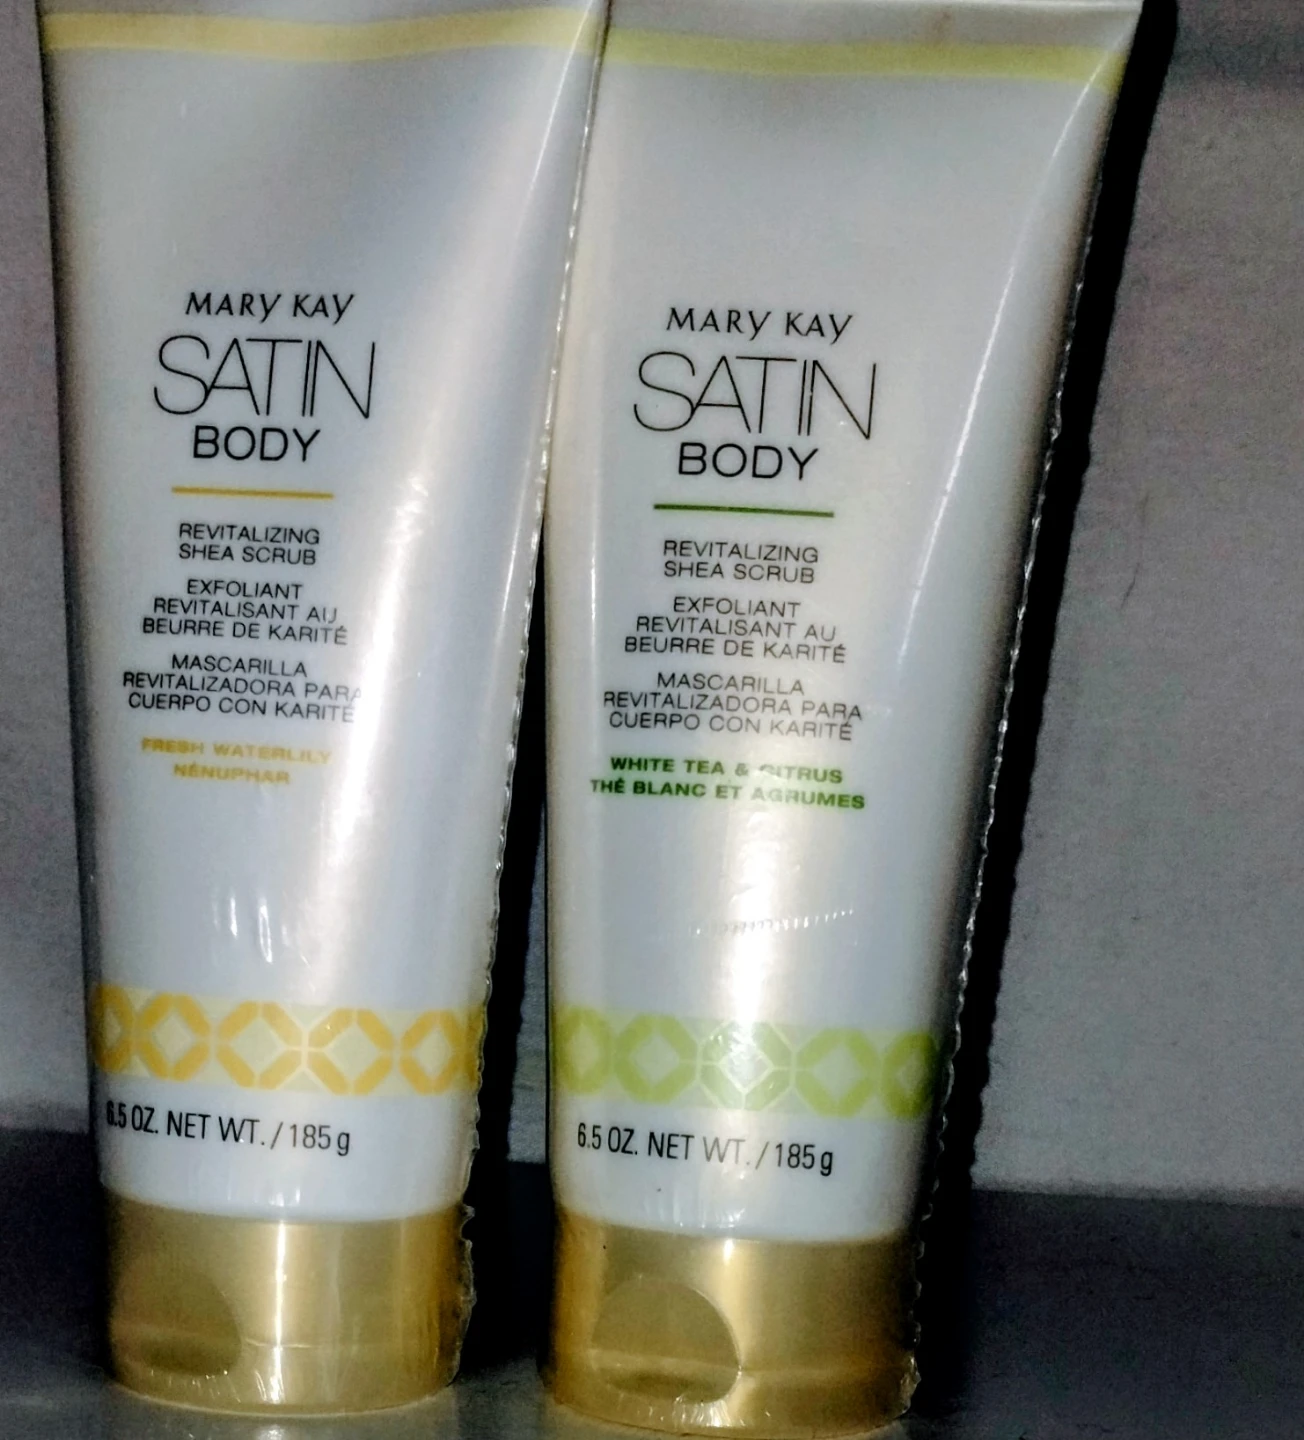 MARY KAY
SATIN
BODY
REVITALIZING
SHEA SCRUB
EXFOLIANT
REVITALISANT AU
BEURRE DE KARITÉ
MASCARILLA
REVITALIZADORA PARA
CUERPO CON KARITÉ
FRESH WATERLILY
NÉNUPHAR
6.5 OZ. NET WT. / 185 g
MARY KAY
SATIN
BODY
REVITALIZING
SHEA SCRUB
EXFOLIANT
REVITALISANT AU
BEURRE DE KARITÉ
MASCARILLA
REVITALIZADORA PARA
CUERPO CON KARITÉ
WHITE TEA & CITRUS
THÉ BLANC ET AGRUMES
6.5 OZ. NET WT. / 185 g